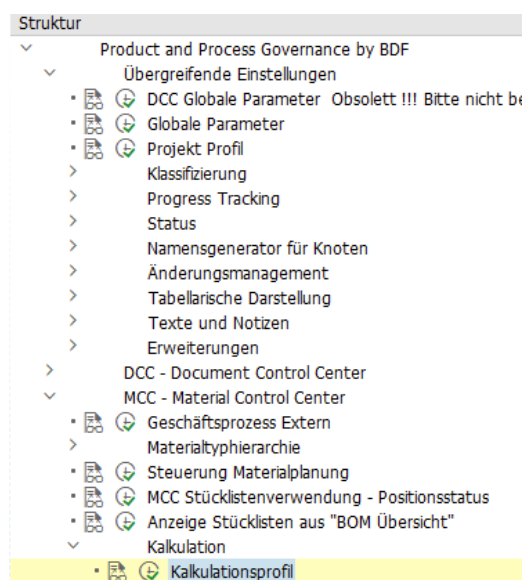 Struktur
Product and Process Governance by BDF
Übergreifende Einstellungen
DCC Globale Parameter Obsolett !!! Bitte nicht be
Globale Parameter
Projekt Profil
Klassifizierung
Progress Tracking
Status
Namensgenerator für Knoten
Änderungsmanagement
Tabellarische Darstellung
Texte und Notizen
Erweiterungen
DCC - Document Control Center
MCC - Material Control Center
Geschäftsprozess Extern
Materialtyphierarchie
Steuerung Materialplanung
MCC Stücklistenverwendung - Positionsstatus
Anzeige Stücklisten aus "BOM Übersicht"
Kalkulation
Kalkulationsprofil